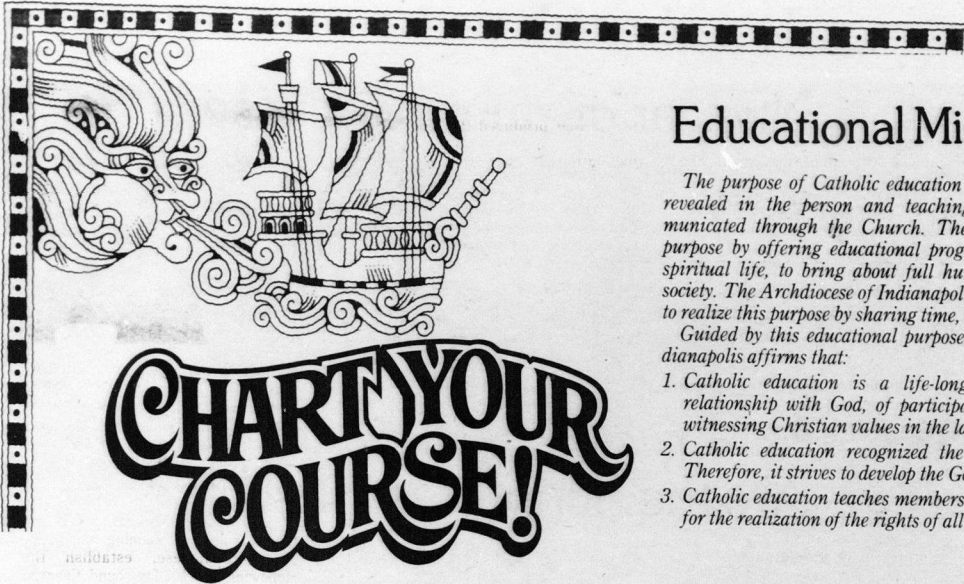 CHART YOUR
COURSE!
Educational Mi
The purpose of Catholic education
revealed in the person and teaching
municated through the Church. The
purpose by offering educational prog
spiritual life, to bring about full hu
society. The Archdiocese of Indianapol
to realize this purpose by sharing time,
Guided by this educational purpose
dianapolis affirms that:
1. Catholic education is a life-long
relationship with God, of participa
witnessing Christian values in the la
2. Catholic education recognized the
Therefore, it strives to develop the G
3. Catholic education teaches members
for the realization of the rights of all